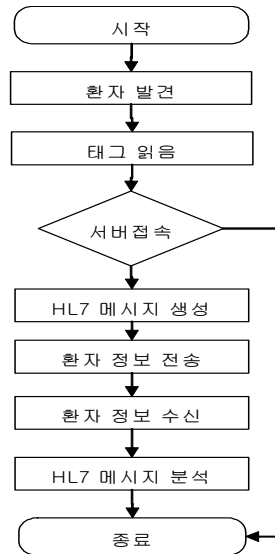 시작
환자 발견
태그 읽음
서버접속
HL7 메시지 생성
환자 정보 전송
환자 정보 수신
HL7 메시지 분석
종료